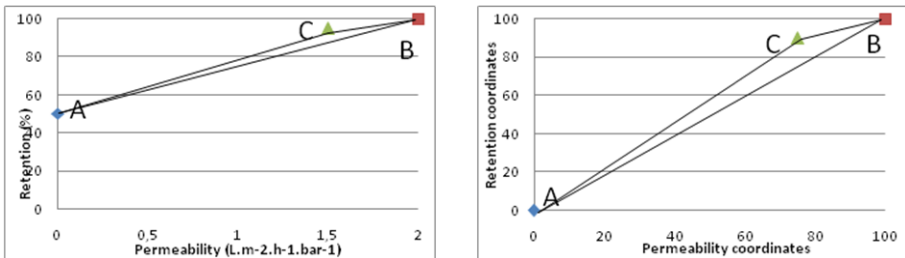 100
80
60
40
20
0
Retention (%)
A
C
B
0 0,5 1 1,5 2
Permeability (L.m-2.h-1.bar-1)
100
80
60
40
20
0
Retention coordinates
A
C
B
0 20 40 60 80 100
Permeability coordinates